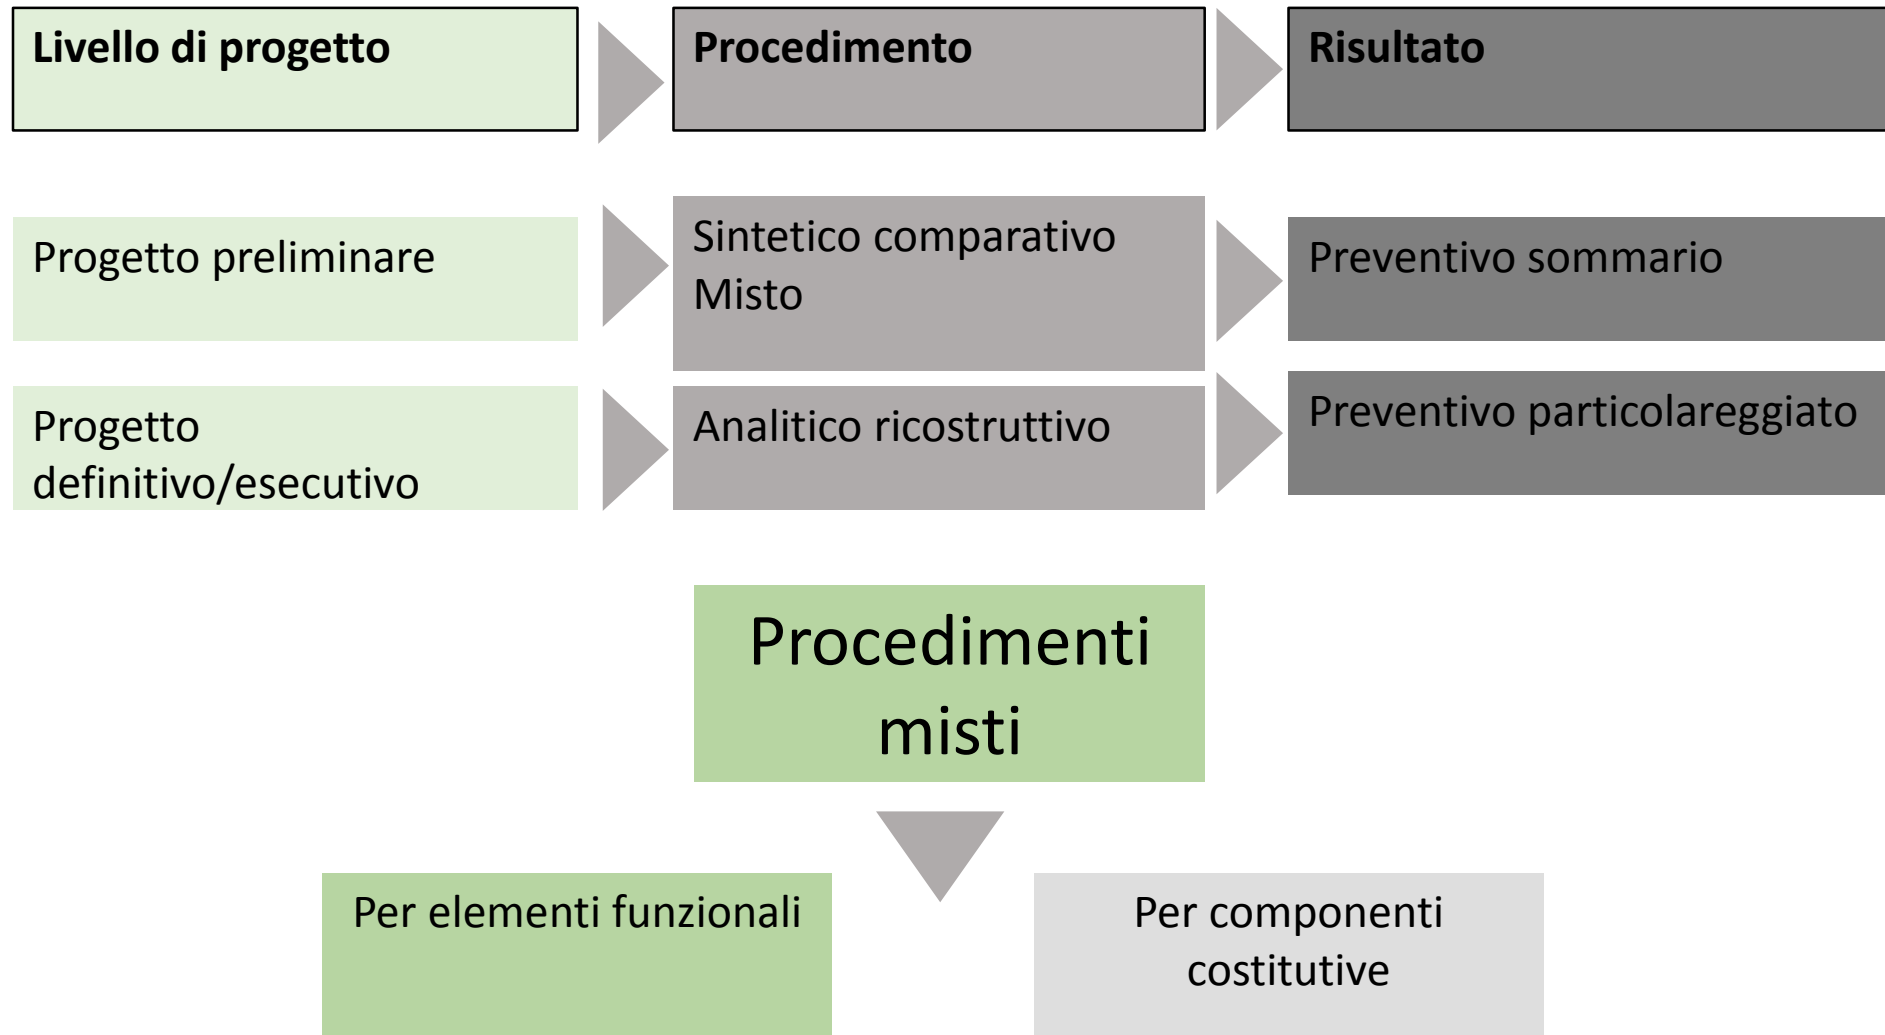 Livello di progetto
Procedimento
Risultato
Progetto preliminare
Sintetico comparativo
Misto
Preventivo sommario
Progetto
definitivo/esecutivo
Analitico ricostruttivo
Preventivo particolareggiato
Procedimenti
misti
Per elementi funzionali
Per componenti
costitutive